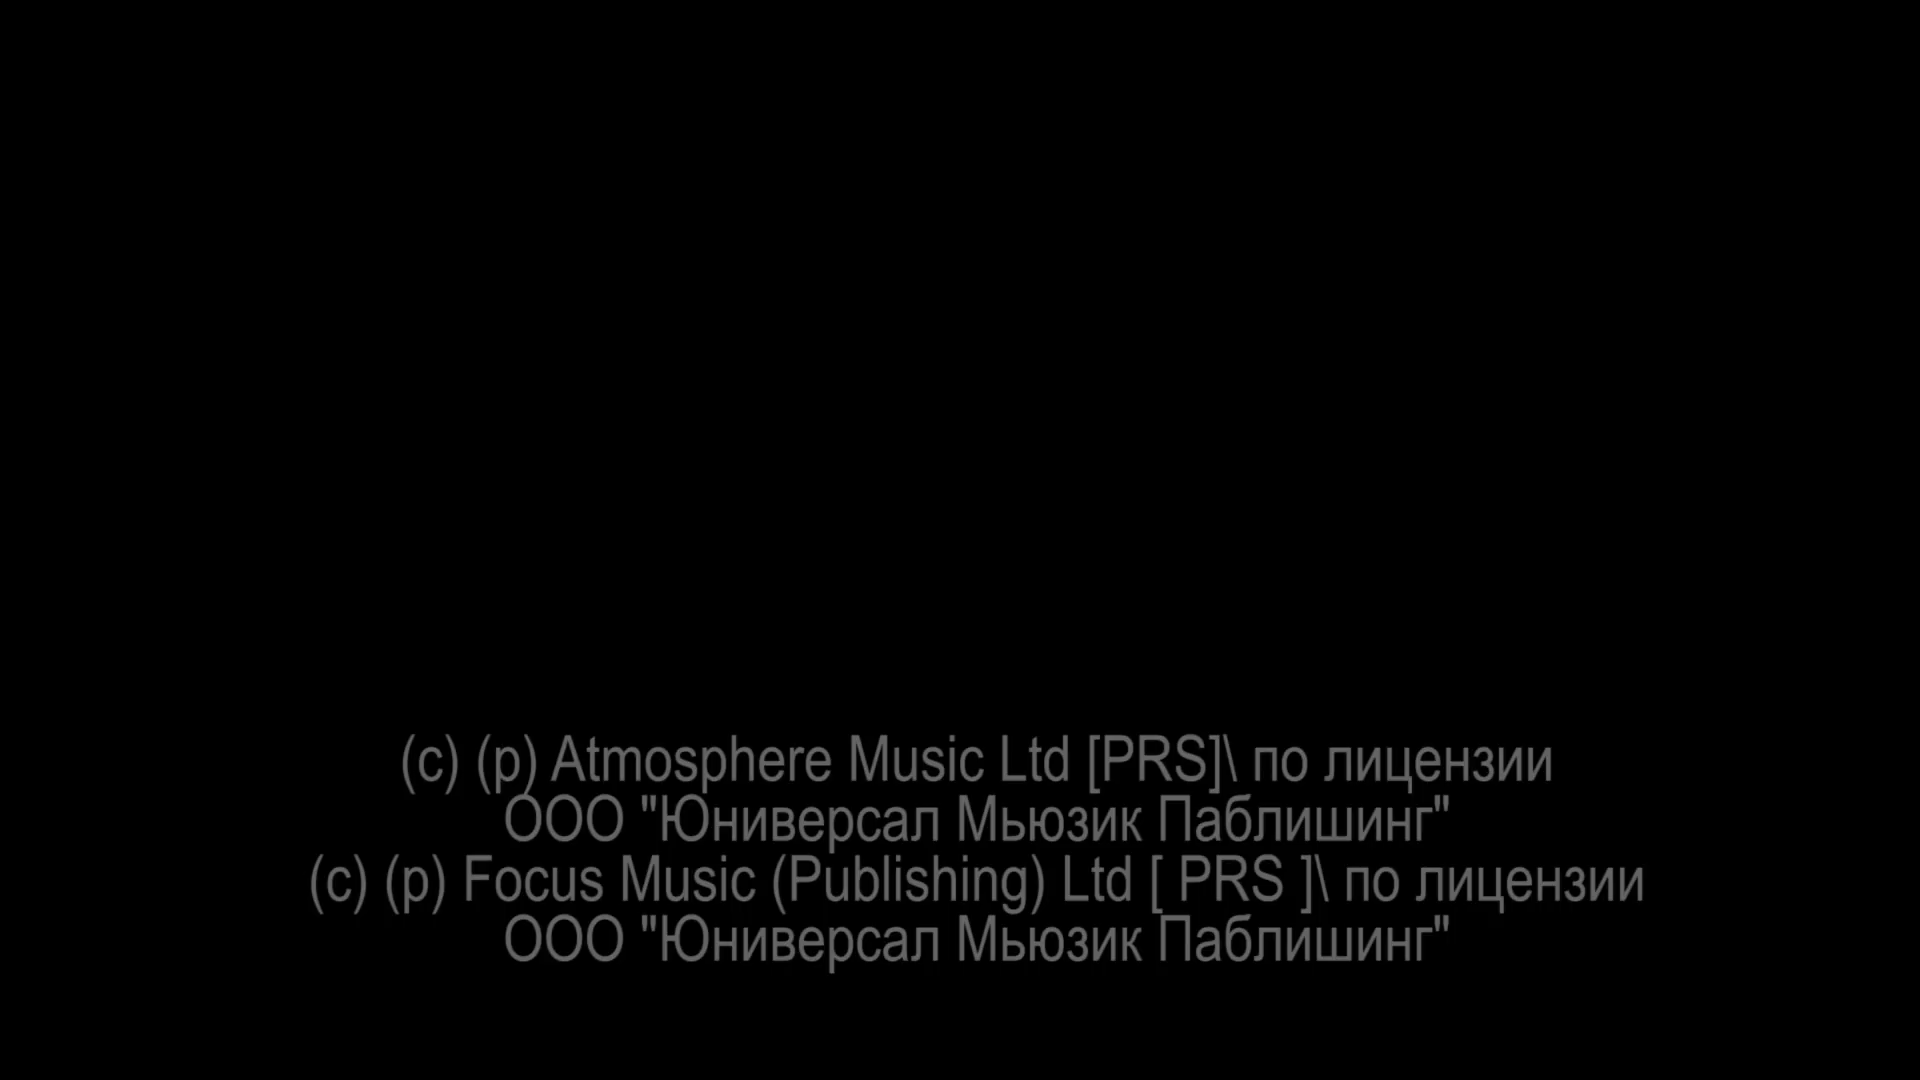 (c) (p) Atmosphere Music Ltd [PRS]\ по лицензии
ООО "Юниверсал Мьюзик Паблишинг"
(c) (p) Focus Music (Publishing) Ltd [ PRS ]\ по лицензии
ООО "Юниверсал Мьюзик Паблишинг"